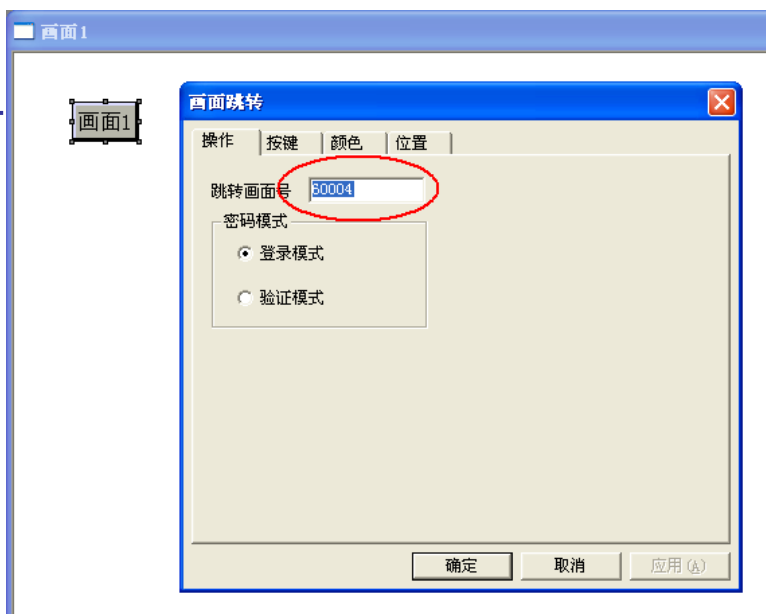 画面1
画面1
画面跳转
操作 按键 颜色 位置
跳转画面号 60004
密码模式
登录模式
验证模式
确定 取消 应用(A)